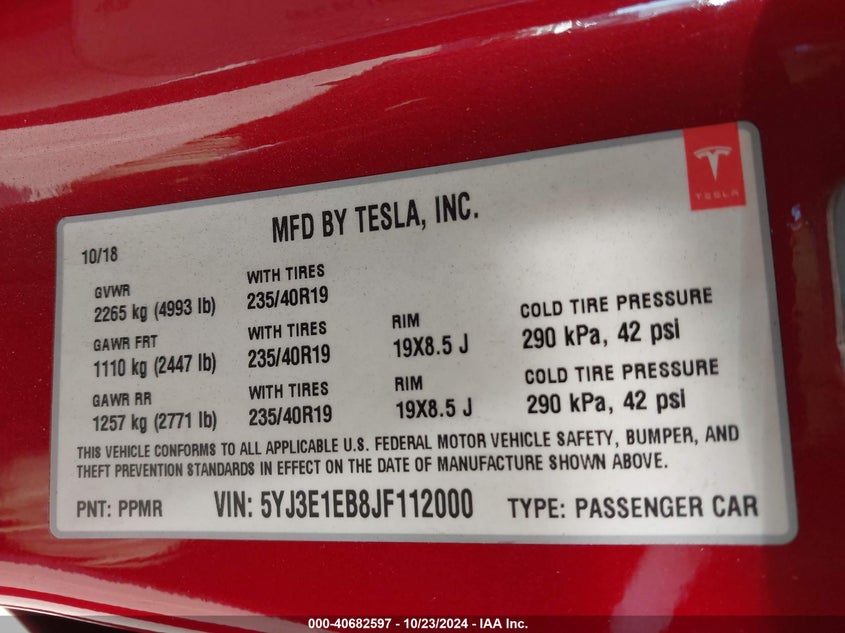 TESLA
MFD BY TESLA, INC.
10/18
GVWR
2265 kg (4993 lb)
WITH TIRES
235/40R19
GAWR FRT
1110 kg (2447 lb)
WITH TIRES
235/40R19
RIM
19X8.5 J
COLD TIRE PRESSURE
290 kPa, 42 psi
GAWR RR
1257 kg (2771 lb)
WITH TIRES
235/40R19
RIM
19X8.5 J
COLD TIRE PRESSURE
290 kPa, 42 psi
THIS VEHICLE CONFORMS TO ALL APPLICABLE U.S. FEDERAL MOTOR VEHICLE SAFETY, BUMPER, AND
THEFT PREVENTION STANDARDS IN EFFECT ON THE DATE OF MANUFACTURE SHOWN ABOVE.
PNT: PPMR VIN: 5YJ3E1EB8JF112000 TYPE: PASSENGER CAR
000-40682597 - 10/23/2024 - IAA Inc.